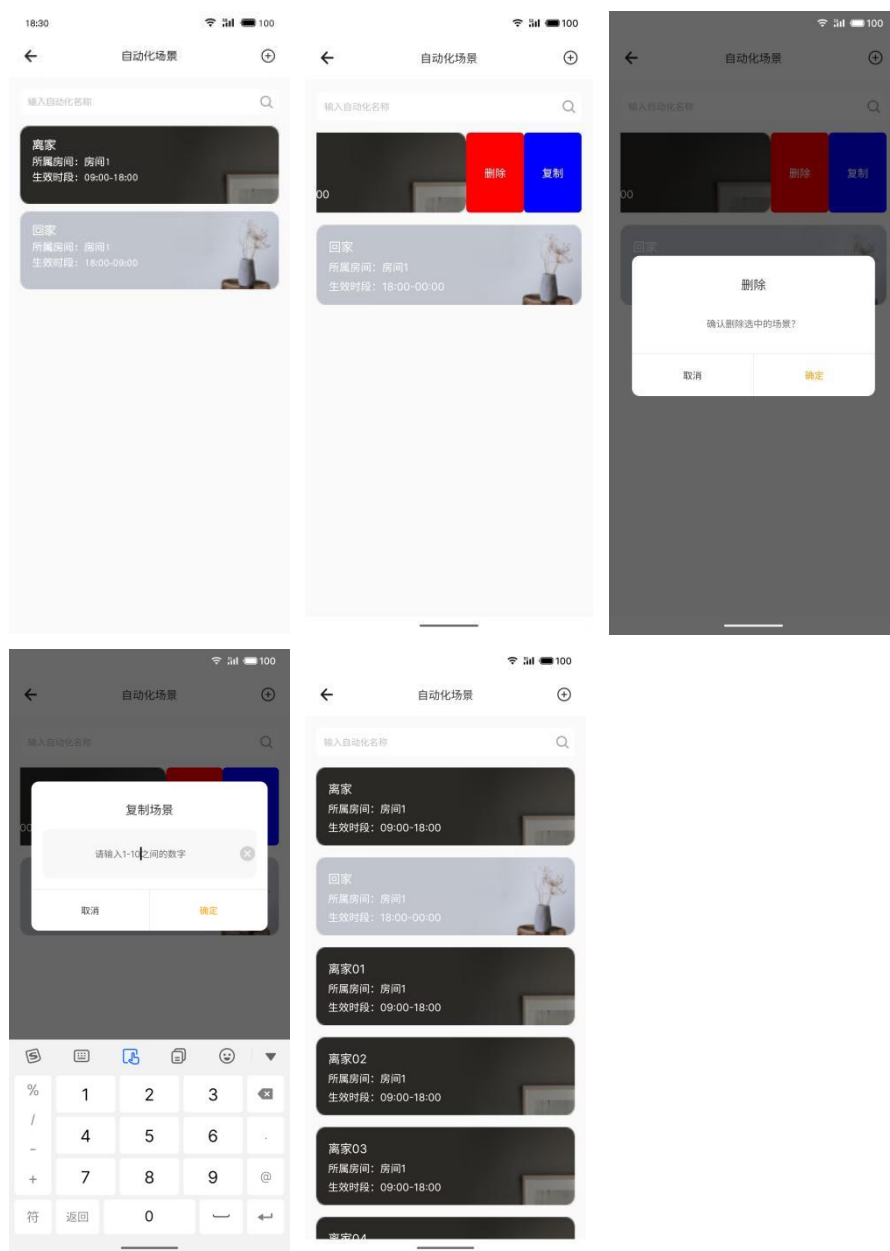 18:30
100
自动化场景
输入自动化名称
离家
所属房间：房间1
生效时段：09:00-18:00
回家
所属房间：房间1
生效时段：18:00-09:00
100
自动化场景
输入自动化名称
00
删除
复制
回家
所属房间：房间1
生效时段：18:00-00:00
100
自动化场景
输入自动化名称
00
删除
复制
回家
删除
确认删除选中的场景？
取消
确定
100
自动化场景
输入自动化名称
00
复制场景
请输入1-10之间的数字
取消
确定
% 1 2 3
/
4 5 6 .
-
+ 7 8 9 @
符 返回 0
100
自动化场景
输入自动化名称
离家
所属房间：房间1
生效时段：09:00-18:00
回家
所属房间：房间1
生效时段：18:00-00:00
离家01
所属房间：房间1
生效时段：09:00-18:00
离家02
所属房间：房间1
生效时段：09:00-18:00
离家03
所属房间：房间1
生效时段：09:00-18:00
离家04